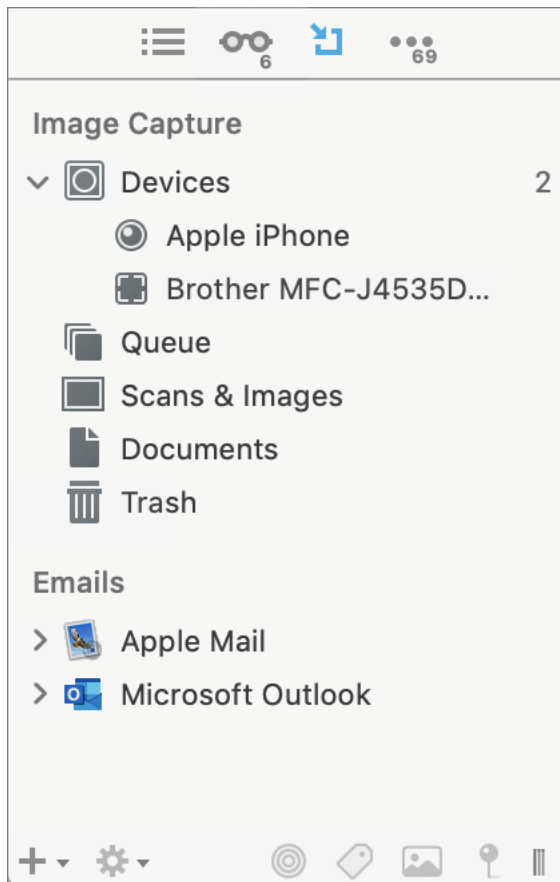 6
69
Image Capture
Devices 2
Apple iPhone
Brother MFC-J4535D...
Queue
Scans & Images
Documents
Trash
Emails
Apple Mail
Microsoft Outlook